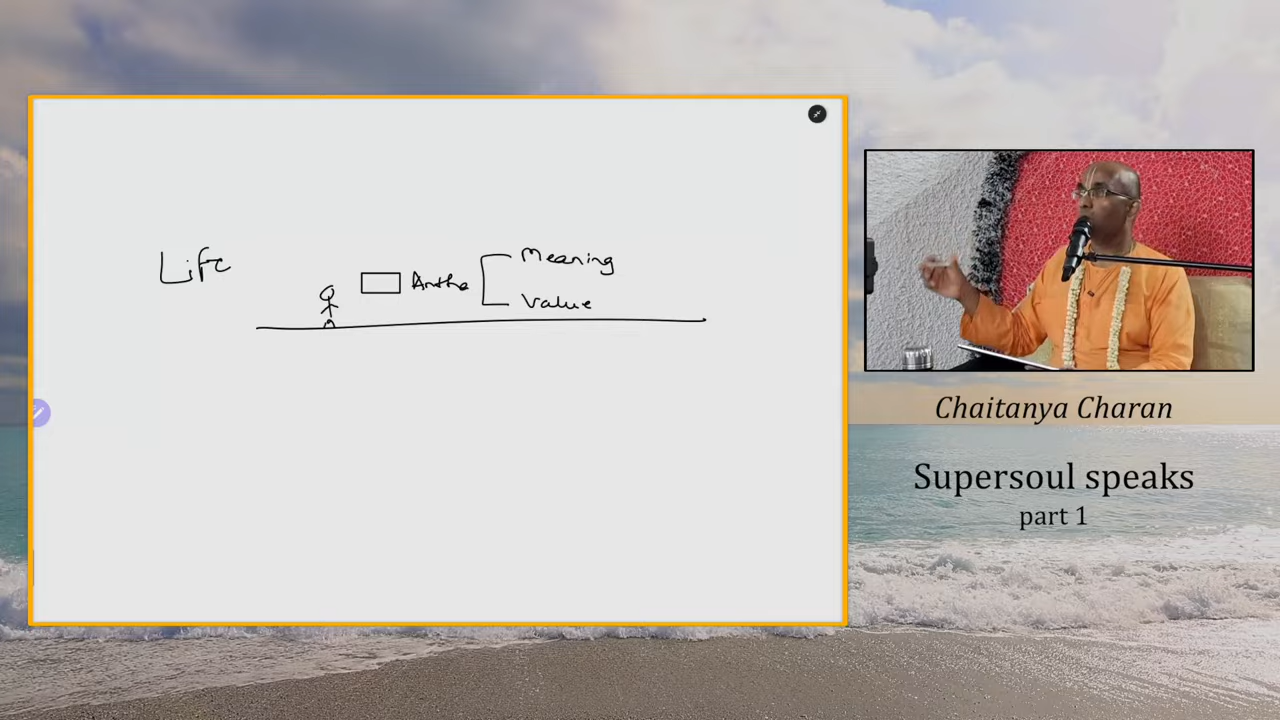 Life
Artha
Meaning
Value
Chaitanya Charan
Supersoul speaks
part 1